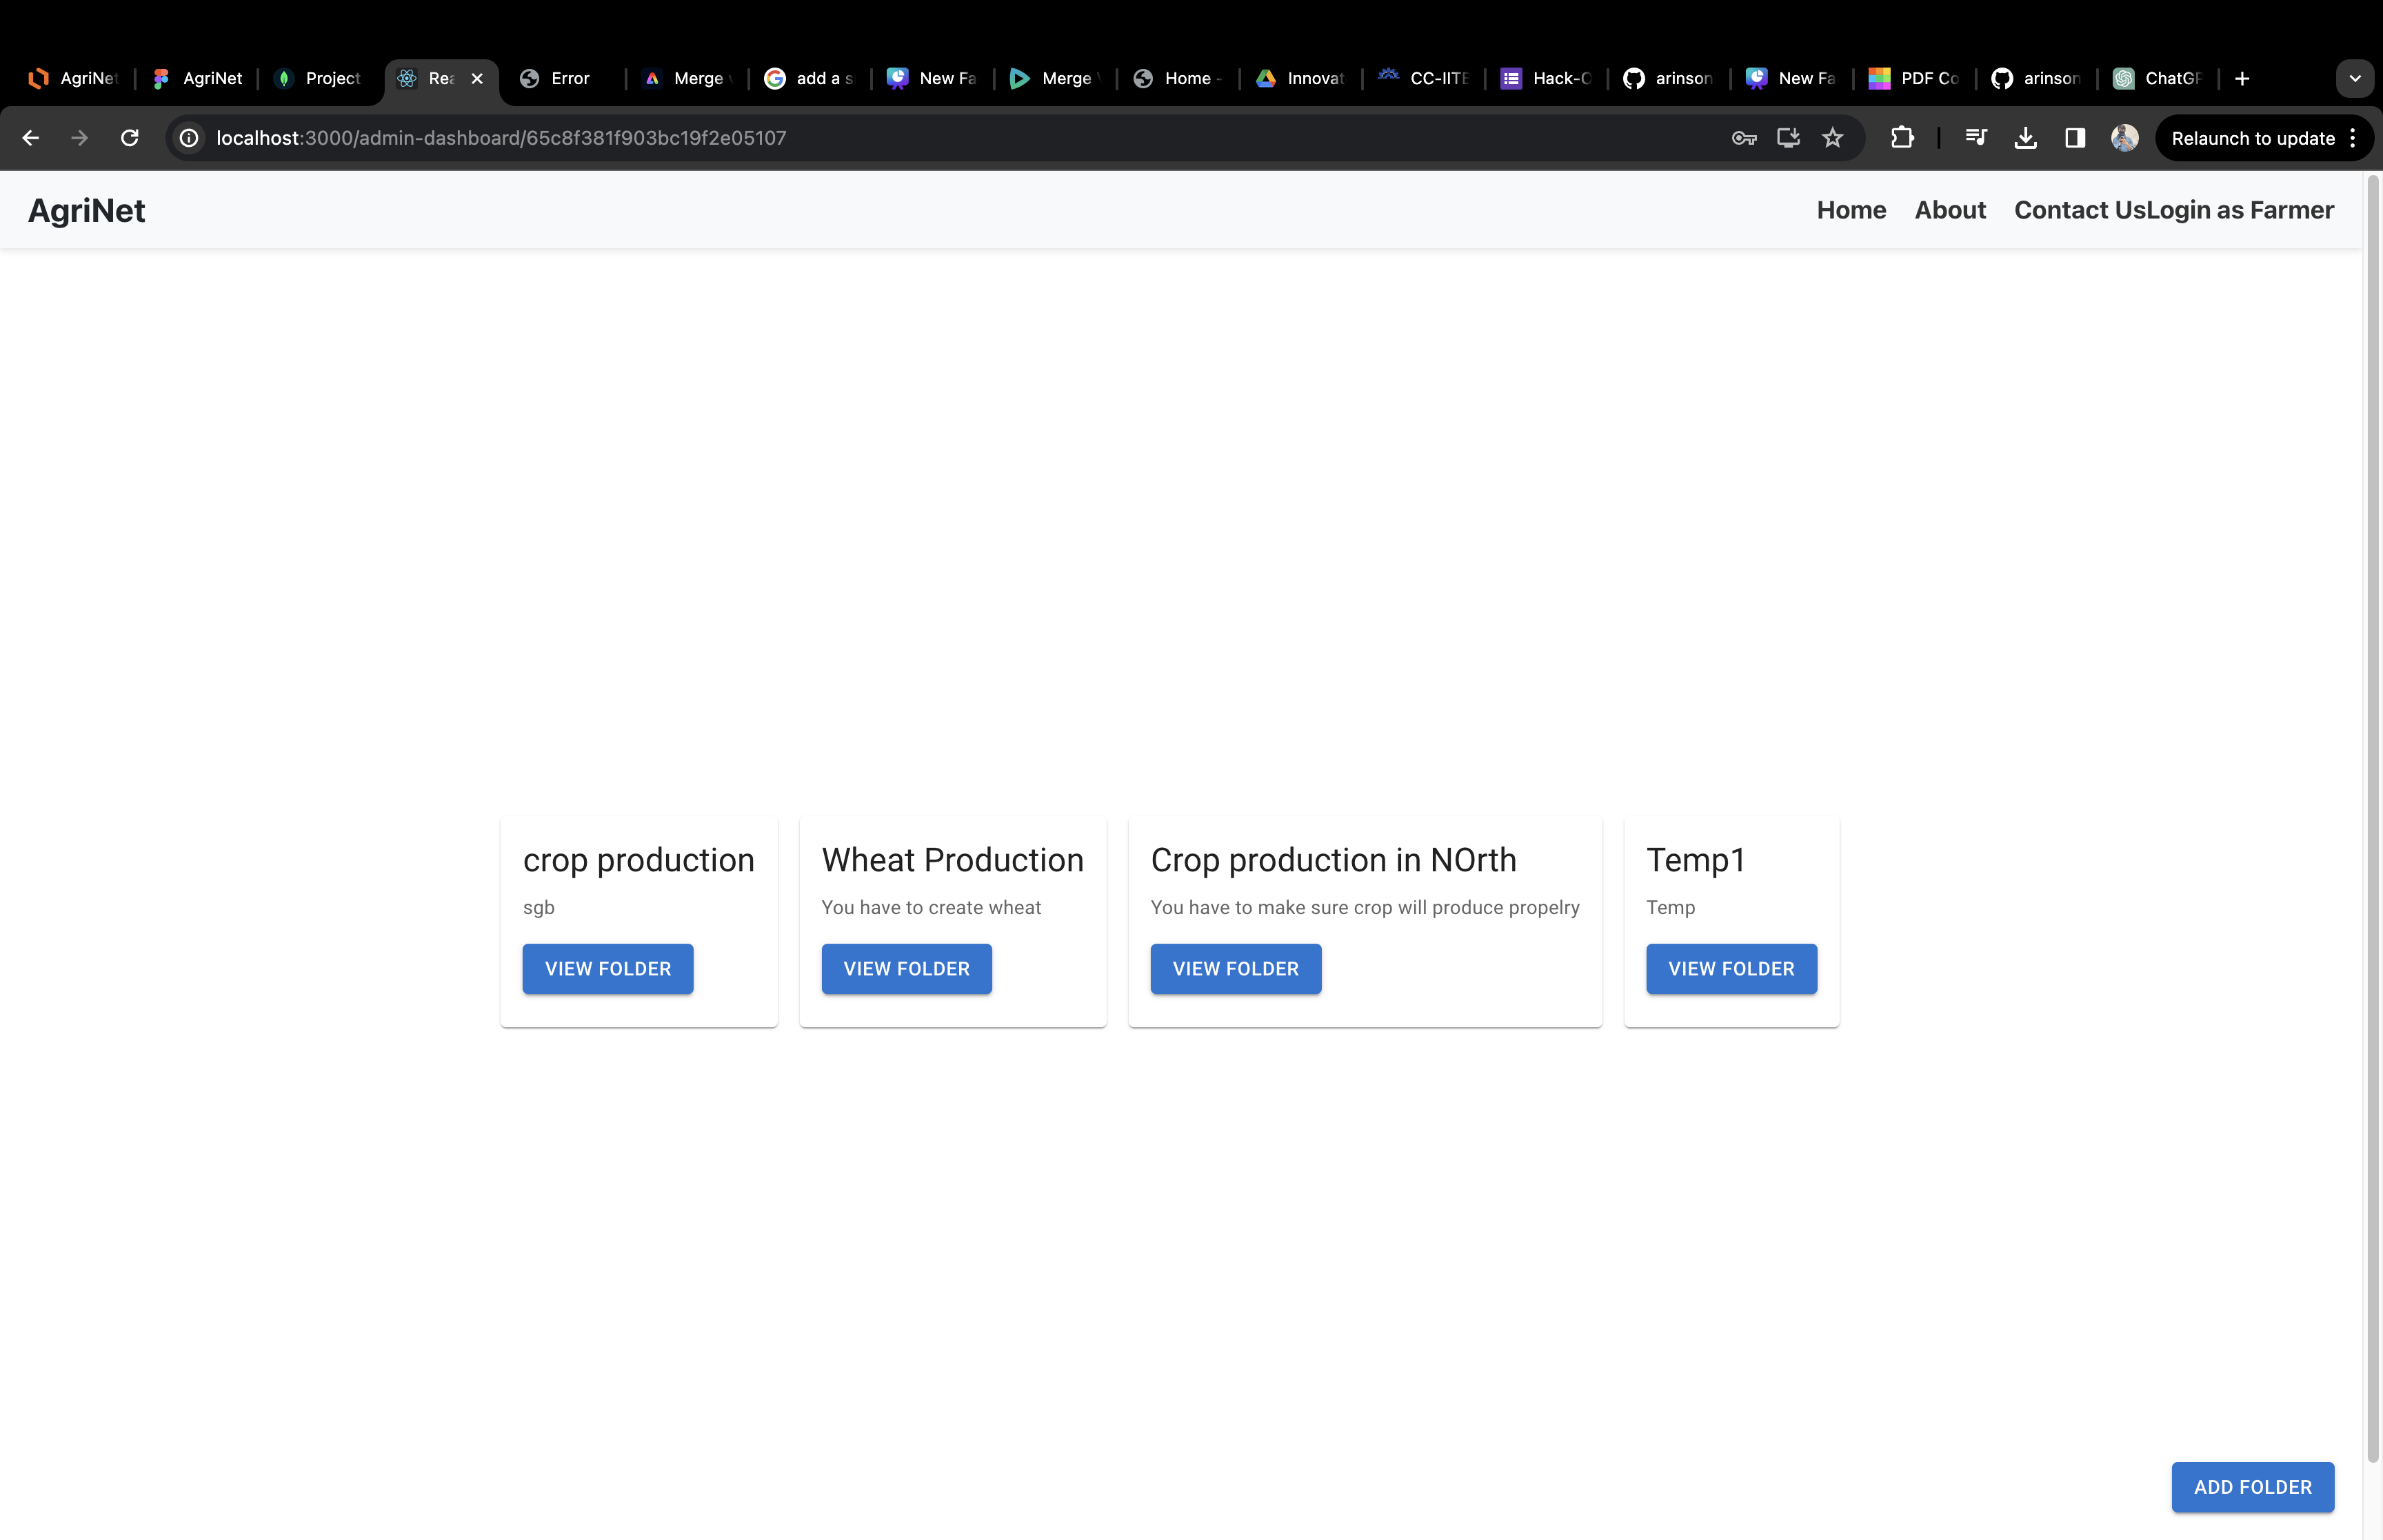 AgriNet AgriNet Project Rea Error Merge add a s New Fa Merge Home - Innovat CC-IITB Hack-O arinson New Fa PDF Co arinson ChatGP
localhost:3000/admin-dashboard/65c8f381f903bc19f2e05107 Relaunch to update
AgriNet Home About Contact UsLogin as Farmer
crop production Wheat Production Crop production in NOrth Temp1
sgb You have to create wheat You have to make sure crop will produce propelry Temp
VIEW FOLDER VIEW FOLDER VIEW FOLDER VIEW FOLDER
ADD FOLDER